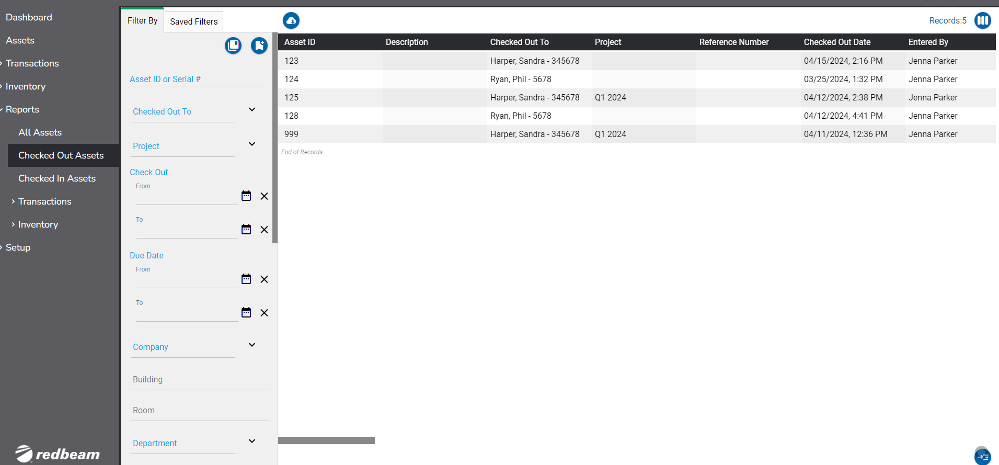 Dashboard
Assets
Transactions
Inventory
Reports
All Assets
Checked Out Assets
Checked In Assets
Transactions
Inventory
Setup
redbeam
Filter By
Saved Filters
Asset ID or Serial #
Checked Out To
Project
Check Out
From
To
Due Date
From
To
Company
Building
Room
Department
Records:5
Asset ID Description Checked Out To Project Reference Number Checked Out Date Entered By
123 Harper, Sandra - 345678 04/15/2024, 2:16 PM Jenna Parker
124 Ryan, Phil - 5678 03/25/2024, 1:32 PM Jenna Parker
125 Harper, Sandra - 345678 Q1 2024 04/12/2024, 2:38 PM Jenna Parker
128 Ryan, Phil - 5678 04/12/2024, 4:41 PM Jenna Parker
999 Harper, Sandra - 345678 Q1 2024 04/11/2024, 12:36 PM Jenna Parker
End of Records